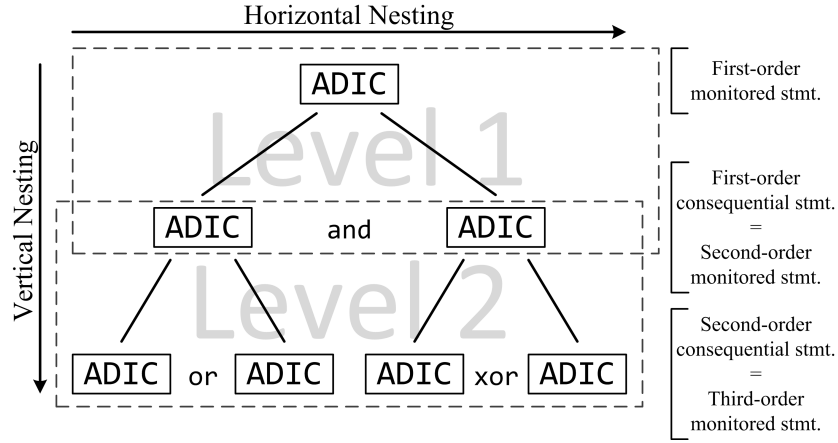 Horizontal Nesting
Vertical Nesting
ADIC
First-order
monitored stmt.
Level 1
ADIC and ADIC
First-order
consequential stmt.
=
Second-order
monitored stmt.
Level 2
ADIC or ADIC ADIC xor ADIC
Second-order
consequential stmt.
=
Third-order
monitored stmt.